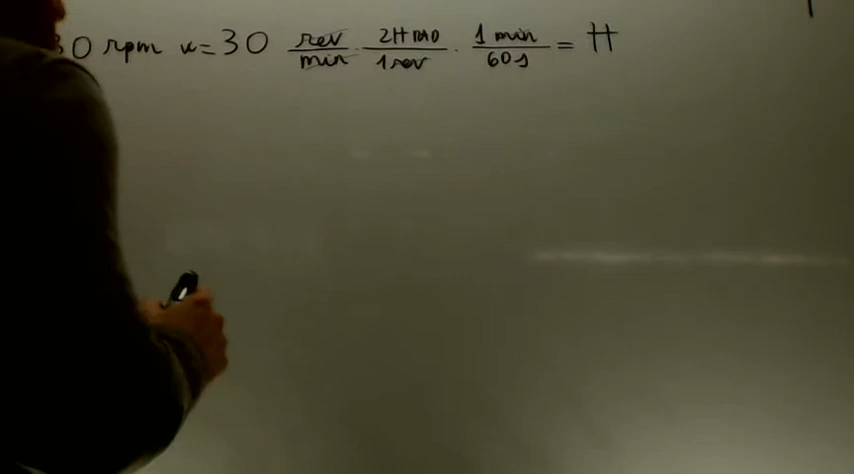 30 rpm w=30 rev/min · 2π RAD/1 rev · 1 min/60 s = π